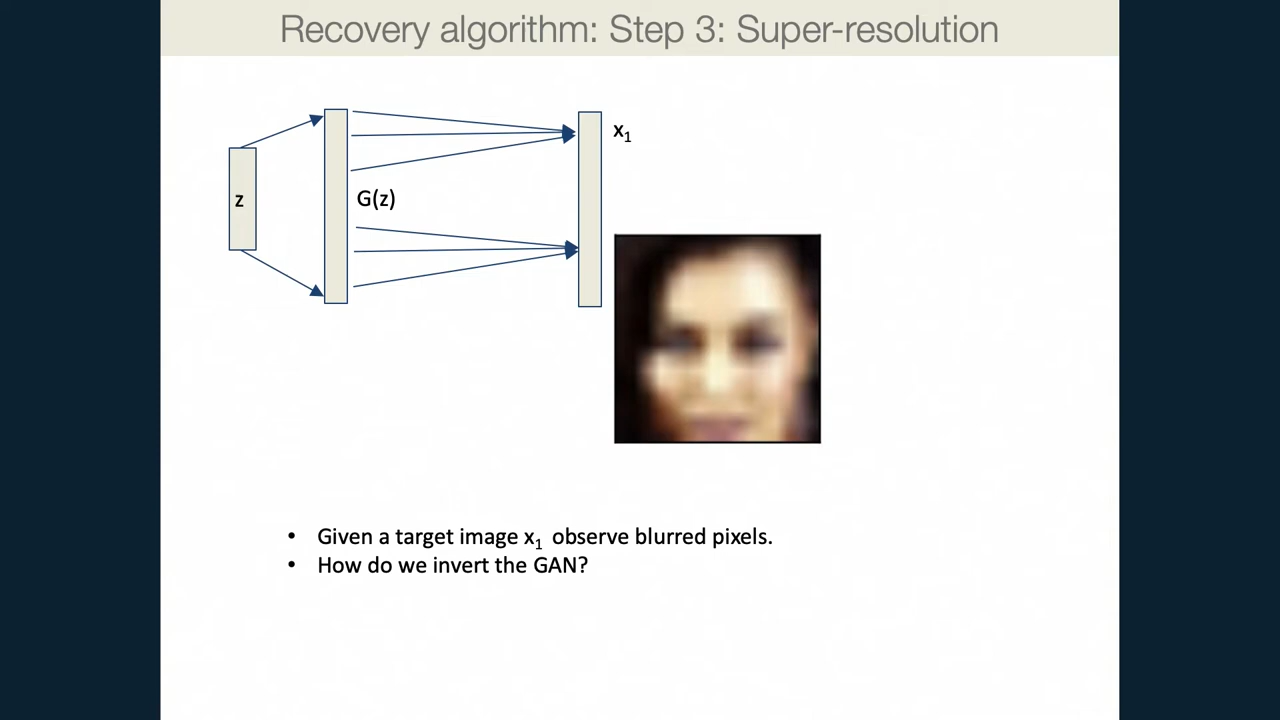 Recovery algorithm: Step 3: Super-resolution
x₁
z
G(z)
• Given a target image x₁ observe blurred pixels.
• How do we invert the GAN?